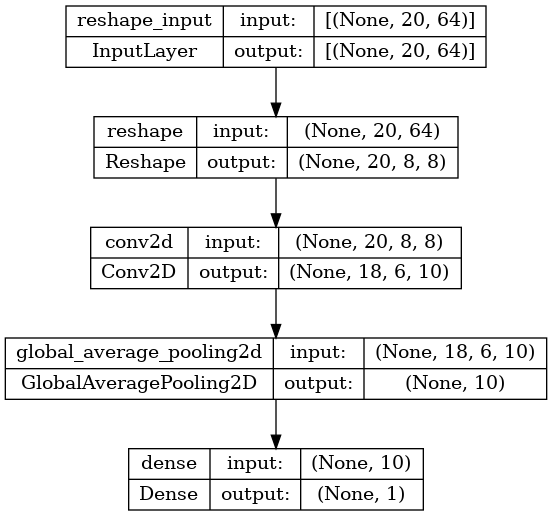 reshape_input input: [(None, 20, 64)]
InputLayer output: [(None, 20, 64)]
reshape input: (None, 20, 64)
Reshape output: (None, 20, 8, 8)
conv2d input: (None, 20, 8, 8)
Conv2D output: (None, 18, 6, 10)
global_average_pooling2d input: (None, 18, 6, 10)
GlobalAveragePooling2D output: (None, 10)
dense input: (None, 10)
Dense output: (None, 1)